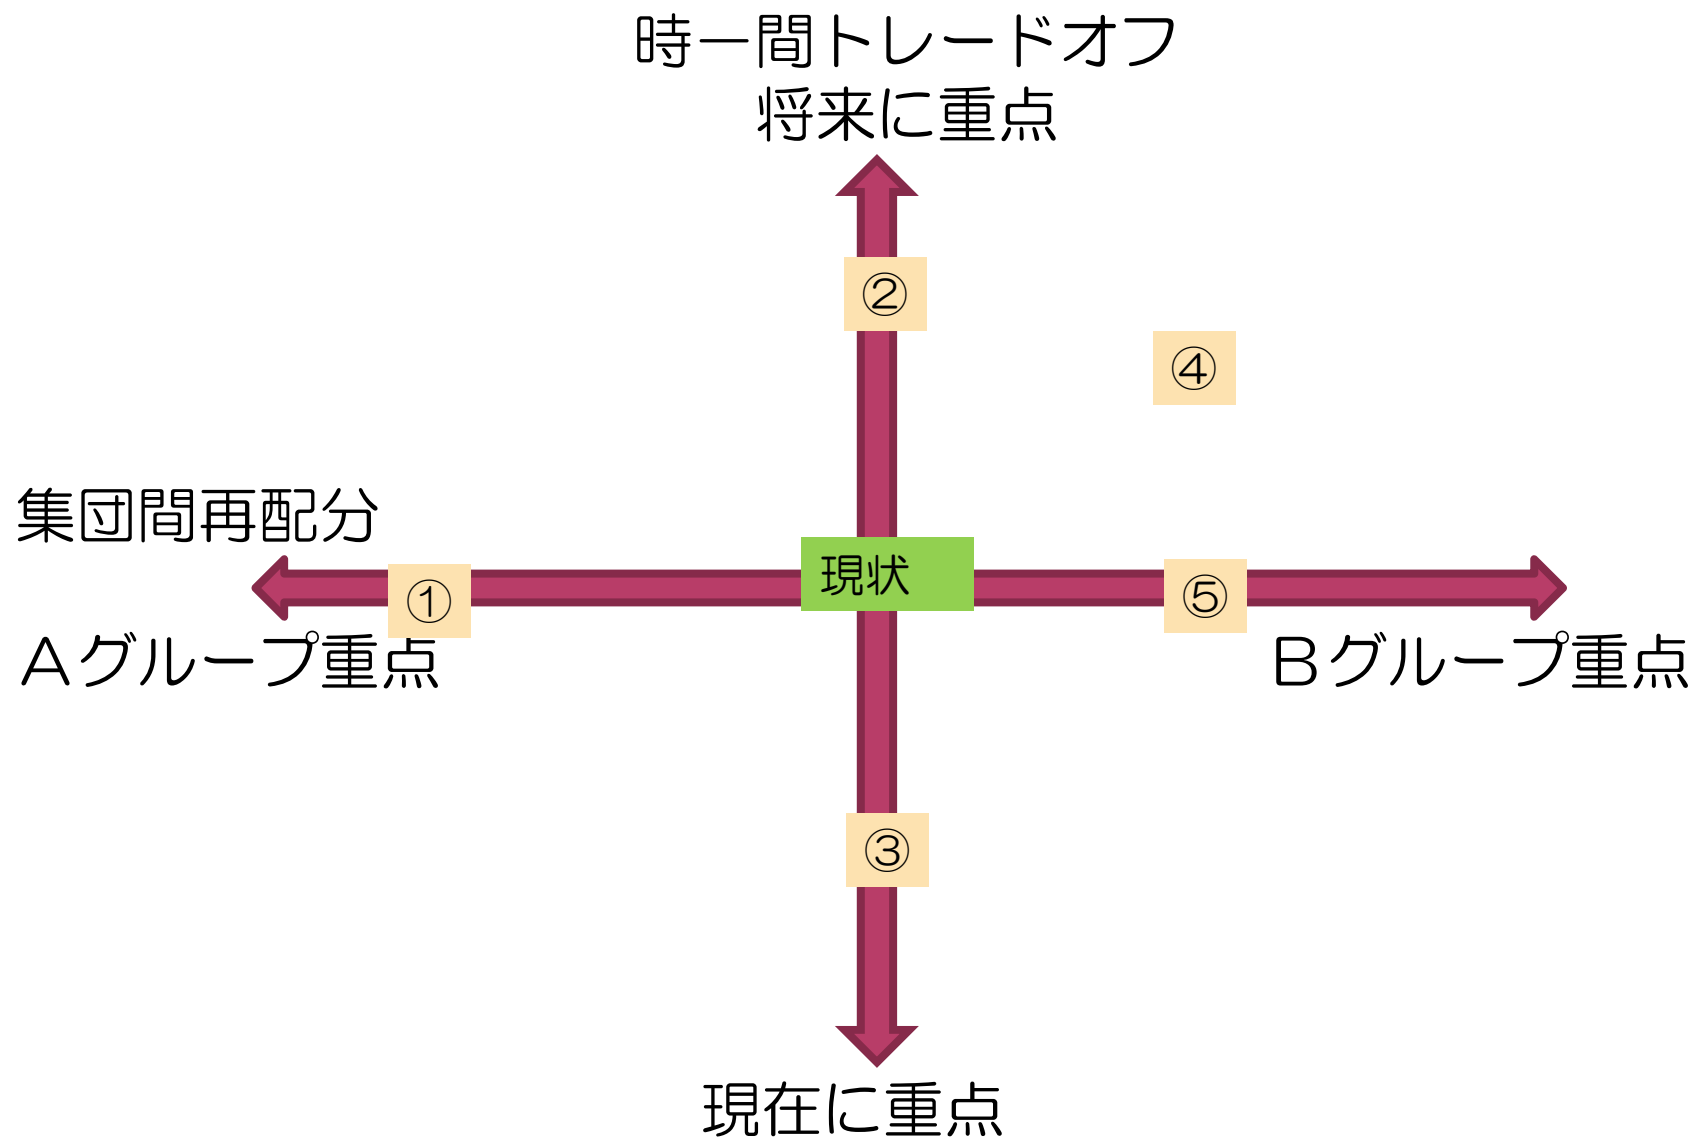 時一間トレードオフ
将来に重点
②
④
集団間再配分
現状
①
⑤
Aグループ重点
Bグループ重点
③
現在に重点